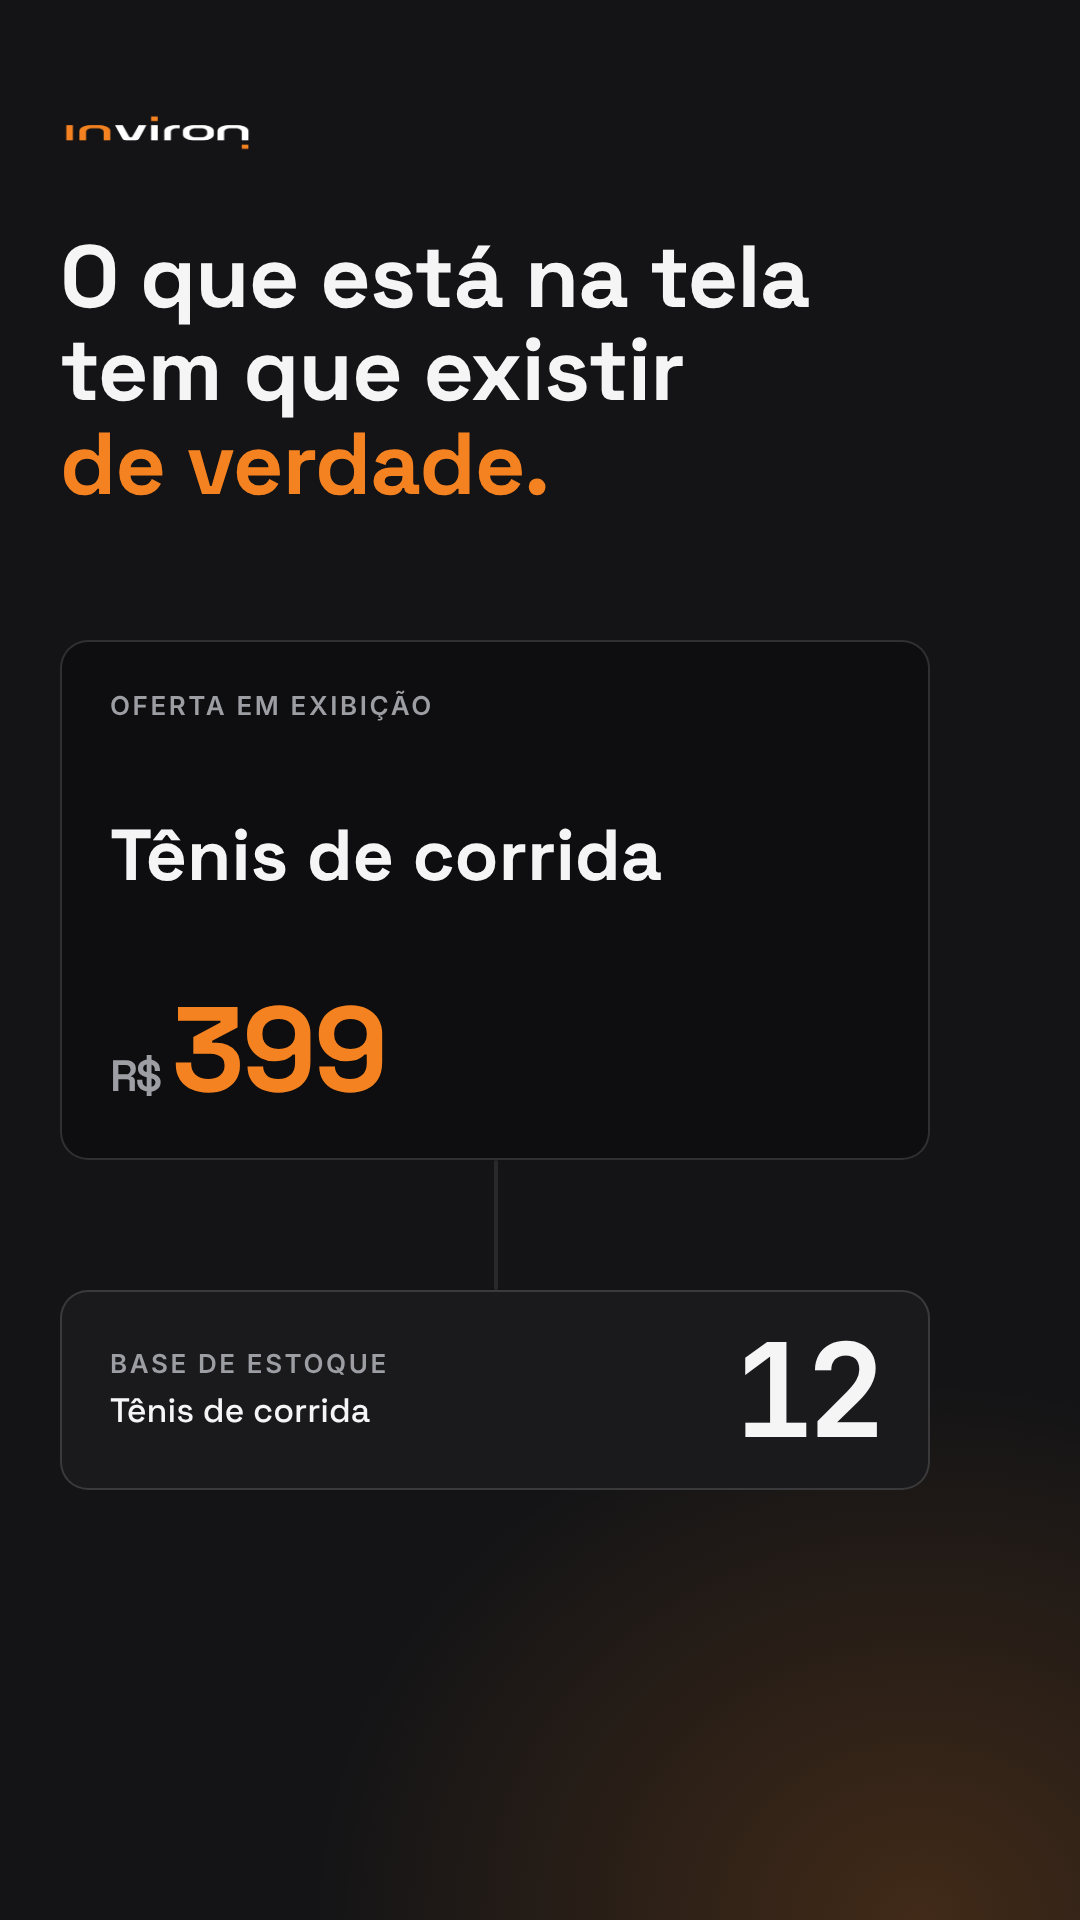 inviron
O que está na tela
tem que existir
de verdade.
OFERTA EM EXIBIÇÃO
Tênis de corrida
R$ 399
BASE DE ESTOQUE
Tênis de corrida
12